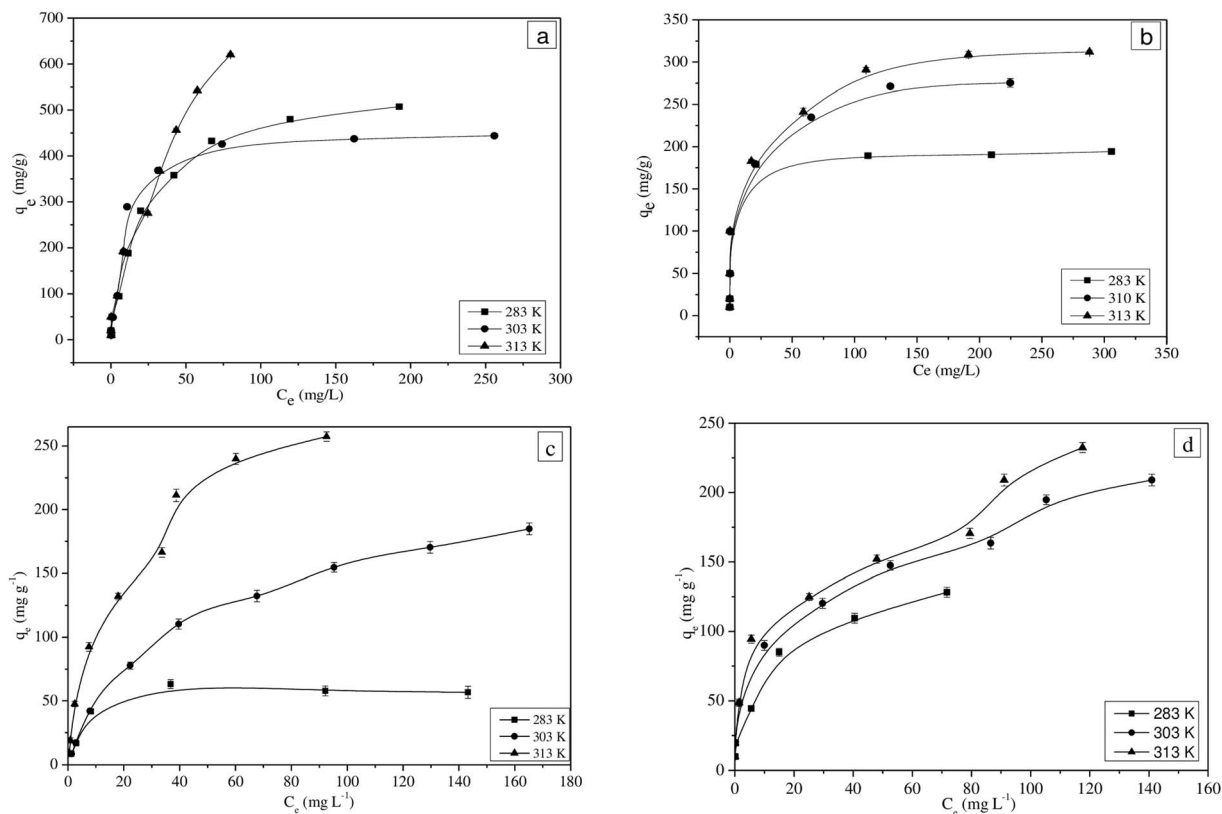 a
700
600
500
400
300
200
100
0
q e (mg/g)
283 K
303 K
313 K
0 50 100 150 200 250 300
C e (mg/L)
b
350
300
250
200
150
100
50
0
q e (mg/g)
283 K
310 K
313 K
0 50 100 150 200 250 300 350
Ce (mg/L)
c
250
200
150
100
50
0
q e (mg g -1)
283 K
303 K
313 K
0 20 40 60 80 100 120 140 160 180
C e (mg L -1)
d
250
200
150
100
50
0
q e (mg g -1)
283 K
303 K
313 K
0 20 40 60 80 100 120 140 160
C e (mg L -1)